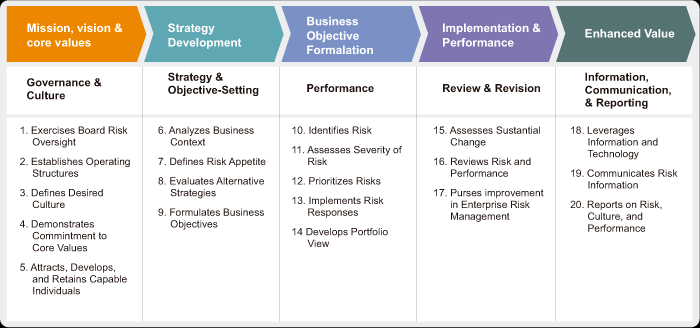 Mission, vision &
core values
Strategy
Development
Business
Objective
Formalation
Implementation &
Performance
Enhanced Value
Governance &
Culture
Strategy &
Objective-Setting
Performance
Review & Revision
Information,
Communication,
& Reporting
1. Exercises Board Risk
Oversight
2. Establishes Operating
Structures
3. Defines Desired
Culture
4. Demonstrates
Commintment to
Core Values
5. Attracts, Develops,
and Retains Capable
Individuals
6. Analyzes Business
Context
7. Defines Risk Appetite
8. Evaluates Alternative
Strategies
9. Formulates Business
Objectives
10. Identifies Risk
11. Assesses Severity of
Risk
12. Prioritizes Risks
13. Implements Risk
Responses
14 Develops Portfolio
View
15. Assesses Sustantial
Change
16. Reviews Risk and
Performance
17. Purses improvement
in Enterprise Risk
Management
18. Leverages
Information and
Technology
19. Communicates Risk
Information
20. Reports on Risk,
Culture, and
Performance